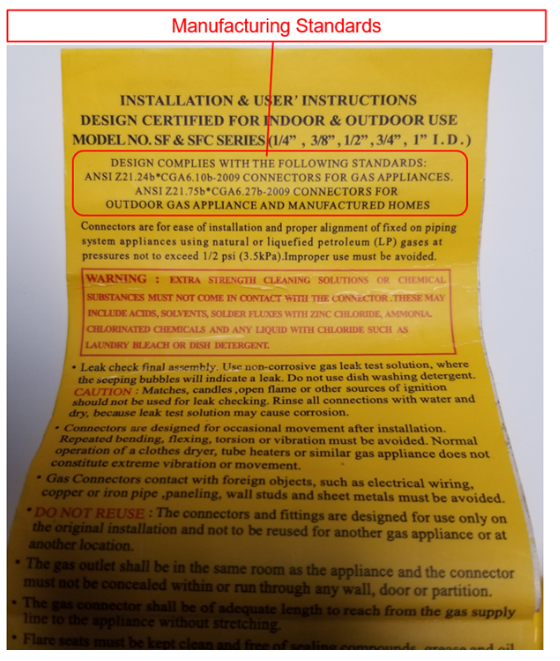 Manufacturing Standards
INSTALLATION & USER' INSTRUCTIONS
DESIGN CERTIFIED FOR INDOOR & OUTDOOR USE
MODEL NO. SF & SFC SERIES (1/4" , 3/8" , 1/2" , 3/4" , 1" I.D.)
DESIGN COMPLIES WITH THE FOLLOWING STANDARDS:
ANSI Z21.24b*CGA6.10b-2009 CONNECTORS FOR GAS APPLIANCES.
ANSI Z21.75b*CGA6.27b-2009 CONNECTORS FOR
OUTDOOR GAS APPLIANCE AND MANUFACTURED HOMES
Connectors are for ease of installation and proper alignment of fixed on piping
system appliances using natural or liquefied petroleum (LP) gases at
pressures not to exceed 1/2 psi (3.5kPa).Improper use must be avoided.
WARNING : EXTRA STRENGTH CLEANING SOLUTIONS OR CHEMICAL
SUBSTANCES MUST NOT COME IN CONTACT WITH THE CONNECTOR .THESE MAY
INCLUDE ACIDS, SOLVENTS, SOLDER FLUXES WITH ZINC CHLORIDE, AMMONIA.
CHLORINATED CHEMICALS AND ANY LIQUID WITH CHLORIDE SUCH AS
LAUNDRY BLEACH OR DISH DETERGENT.
• Leak check final assembly. Use non-corrosive gas leak test solution, where
the seeping bubbles will indicate a leak. Do not use dish washing detergent.
CAUTION : Matches, candles ,open flame or other sources of ignition
should not be used for leak checking. Rinse all connections with water and
dry, because leak test solution may cause corrosion.
• Connectors are designed for occasional movement after installation.
Repeated bending, flexing, torsion or vibration must be avoided. Normal
operation of a clothes dryer, tube heaters or similar gas appliance does not
constitute extreme vibration or movement.
• Gas Connectors contact with foreign objects, such as electrical wiring,
copper or iron pipe ,paneling, wall studs and sheet metals must be avoided.
• DO NOT REUSE : The connectors and fittings are designed for use only on
the original installation and not to be reused for another gas appliance or at
another location.
• The gas outlet shall be in the same room as the appliance and the connector
must not be concealed within or run through any wall, door or partition.
• The gas connector shall be of adequate length to reach from the gas supply
line to the appliance without stretching.
• Flare seats must be kept clean and free of sealing compounds, grease and oil